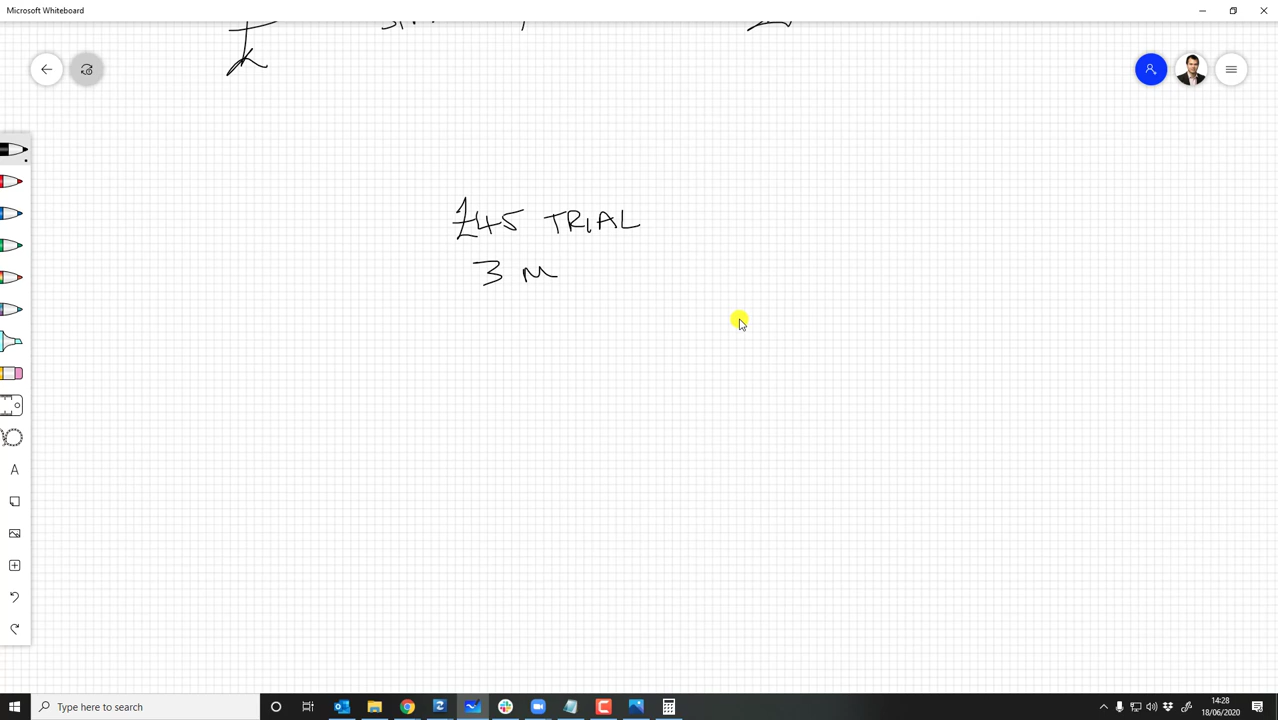 Microsoft Whiteboard
£45 TRIAL
3 M
A
Type here to search
14:28
18/06/2020